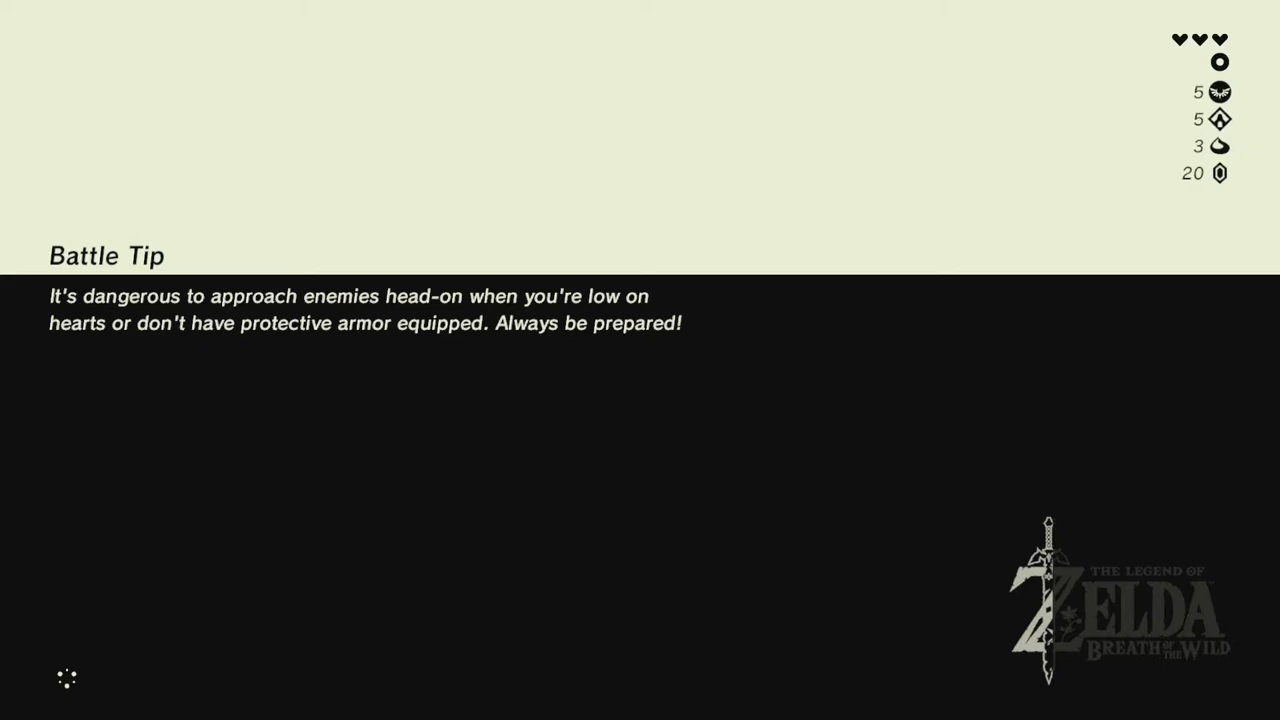 5
5
3
20
Battle Tip
It's dangerous to approach enemies head-on when you're low on
hearts or don't have protective armor equipped. Always be prepared!
THE LEGEND OF
ZELDA
BREATH OF THE WILD